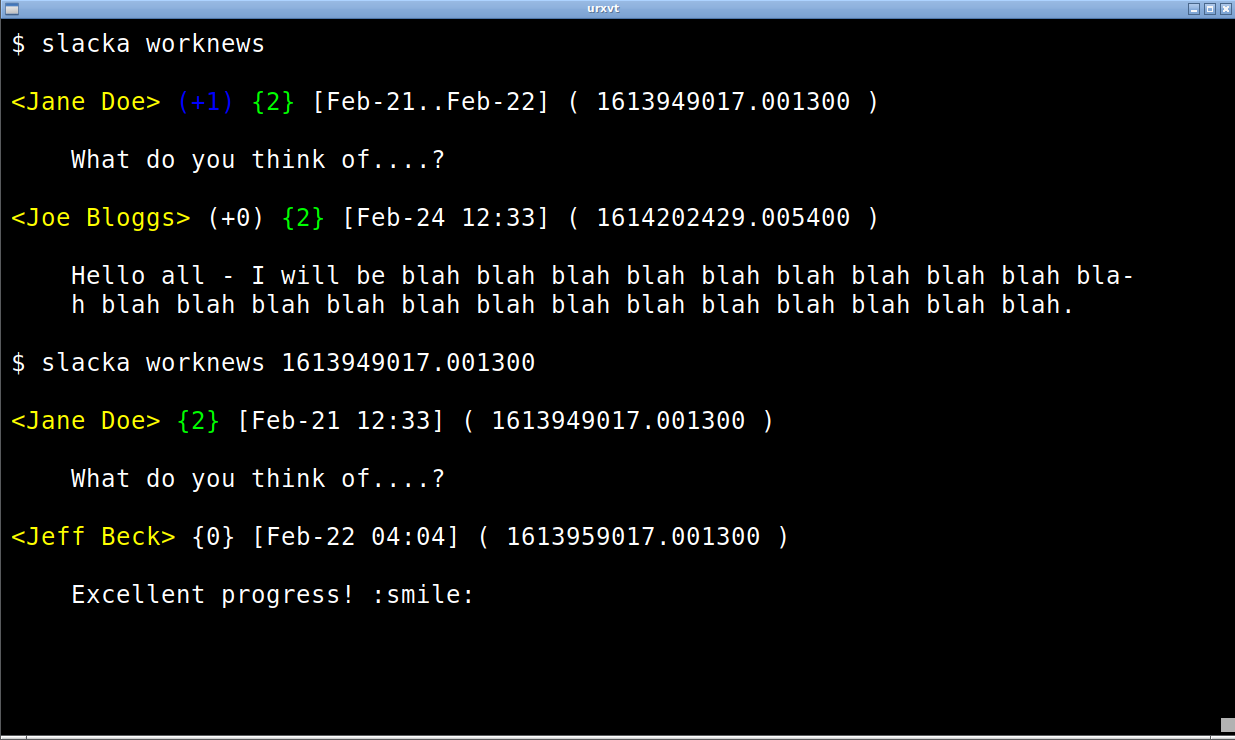 urxvt
$ slacka worknews
<Jane Doe> (+1) {2} [Feb-21..Feb-22] ( 1613949017.001300 )
What do you think of....?
<Joe Bloggs> (+0) {2} [Feb-24 12:33] ( 1614202429.005400 )
Hello all - I will be blah blah blah blah blah blah blah blah blah bla-
h blah blah blah blah blah blah blah blah blah blah blah blah blah.
$ slacka worknews 1613949017.001300
<Jane Doe> {2} [Feb-21 12:33] ( 1613949017.001300 )
What do you think of....?
<Jeff Beck> {0} [Feb-22 04:04] ( 1613959017.001300 )
Excellent progress! :smile: